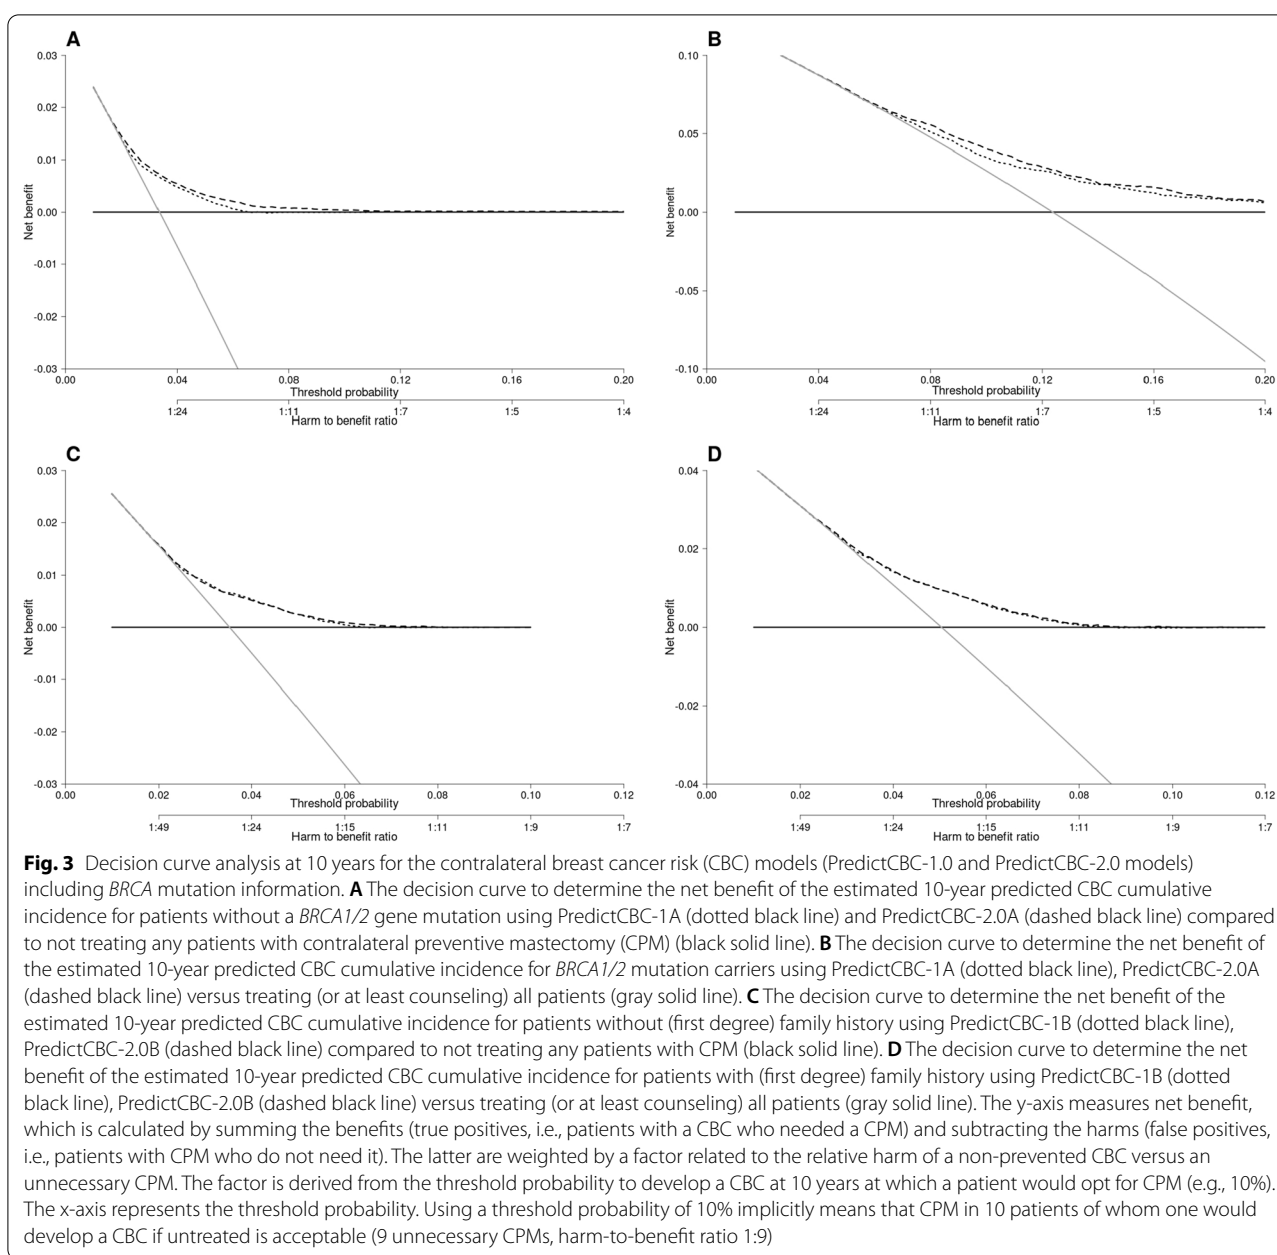 A
0.03
0.02
0.01
0.00
-0.01
-0.02
-0.03
Net benefit
0.00 0.04 0.08 0.12 0.16 0.20
Threshold probability
1:24 1:11 1:7 1:5 1:4
Harm to benefit ratio
B
0.10
0.05
0.00
-0.05
-0.10
Net benefit
0.00 0.04 0.08 0.12 0.16 0.20
Threshold probability
1:24 1:11 1:7 1:5 1:4
Harm to benefit ratio
C
0.03
0.02
0.01
0.00
-0.01
-0.02
-0.03
Net benefit
0.00 0.02 0.04 0.06 0.08 0.10 0.12
Threshold probability
1:49 1:24 1:15 1:11 1:9 1:7
Harm to benefit ratio
D
0.04
0.02
0.00
-0.02
-0.04
Net benefit
0.00 0.02 0.04 0.06 0.08 0.10 0.12
Threshold probability
1:49 1:24 1:15 1:11 1:9 1:7
Harm to benefit ratio
Fig. 3 Decision curve analysis at 10 years for the contralateral breast cancer risk (CBC) models (PredictCBC-1.0 and PredictCBC-2.0 models)
including BRCA mutation information. A The decision curve to determine the net benefit of the estimated 10-year predicted CBC cumulative
incidence for patients without a BRCA1/2 gene mutation using PredictCBC-1A (dotted black line) and PredictCBC-2.0A (dashed black line) compared
to not treating any patients with contralateral preventive mastectomy (CPM) (black solid line). B The decision curve to determine the net benefit of
the estimated 10-year predicted CBC cumulative incidence for BRCA1/2 mutation carriers using PredictCBC-1A (dotted black line), PredictCBC-2.0A
(dashed black line) versus treating (or at least counseling) all patients (gray solid line). C The decision curve to determine the net benefit of the
estimated 10-year predicted CBC cumulative incidence for patients without (first degree) family history using PredictCBC-1B (dotted black line),
PredictCBC-2.0B (dashed black line) compared to not treating any patients with CPM (black solid line). D The decision curve to determine the net
benefit of the estimated 10-year predicted CBC cumulative incidence for patients with (first degree) family history using PredictCBC-1B (dotted
black line), PredictCBC-2.0B (dashed black line) versus treating (or at least counseling) all patients (gray solid line). The y-axis measures net benefit,
which is calculated by summing the benefits (true positives, i.e., patients with a CBC who needed a CPM) and subtracting the harms (false positives,
i.e., patients with CPM who do not need it). The latter are weighted by a factor related to the relative harm of a non-prevented CBC versus an
unnecessary CPM. The factor is derived from the threshold probability to develop a CBC at 10 years at which a patient would opt for CPM (e.g., 10%).
The x-axis represents the threshold probability. Using a threshold probability of 10% implicitly means that CPM in 10 patients of whom one would
develop a CBC if untreated is acceptable (9 unnecessary CPMs, harm-to-benefit ratio 1:9)